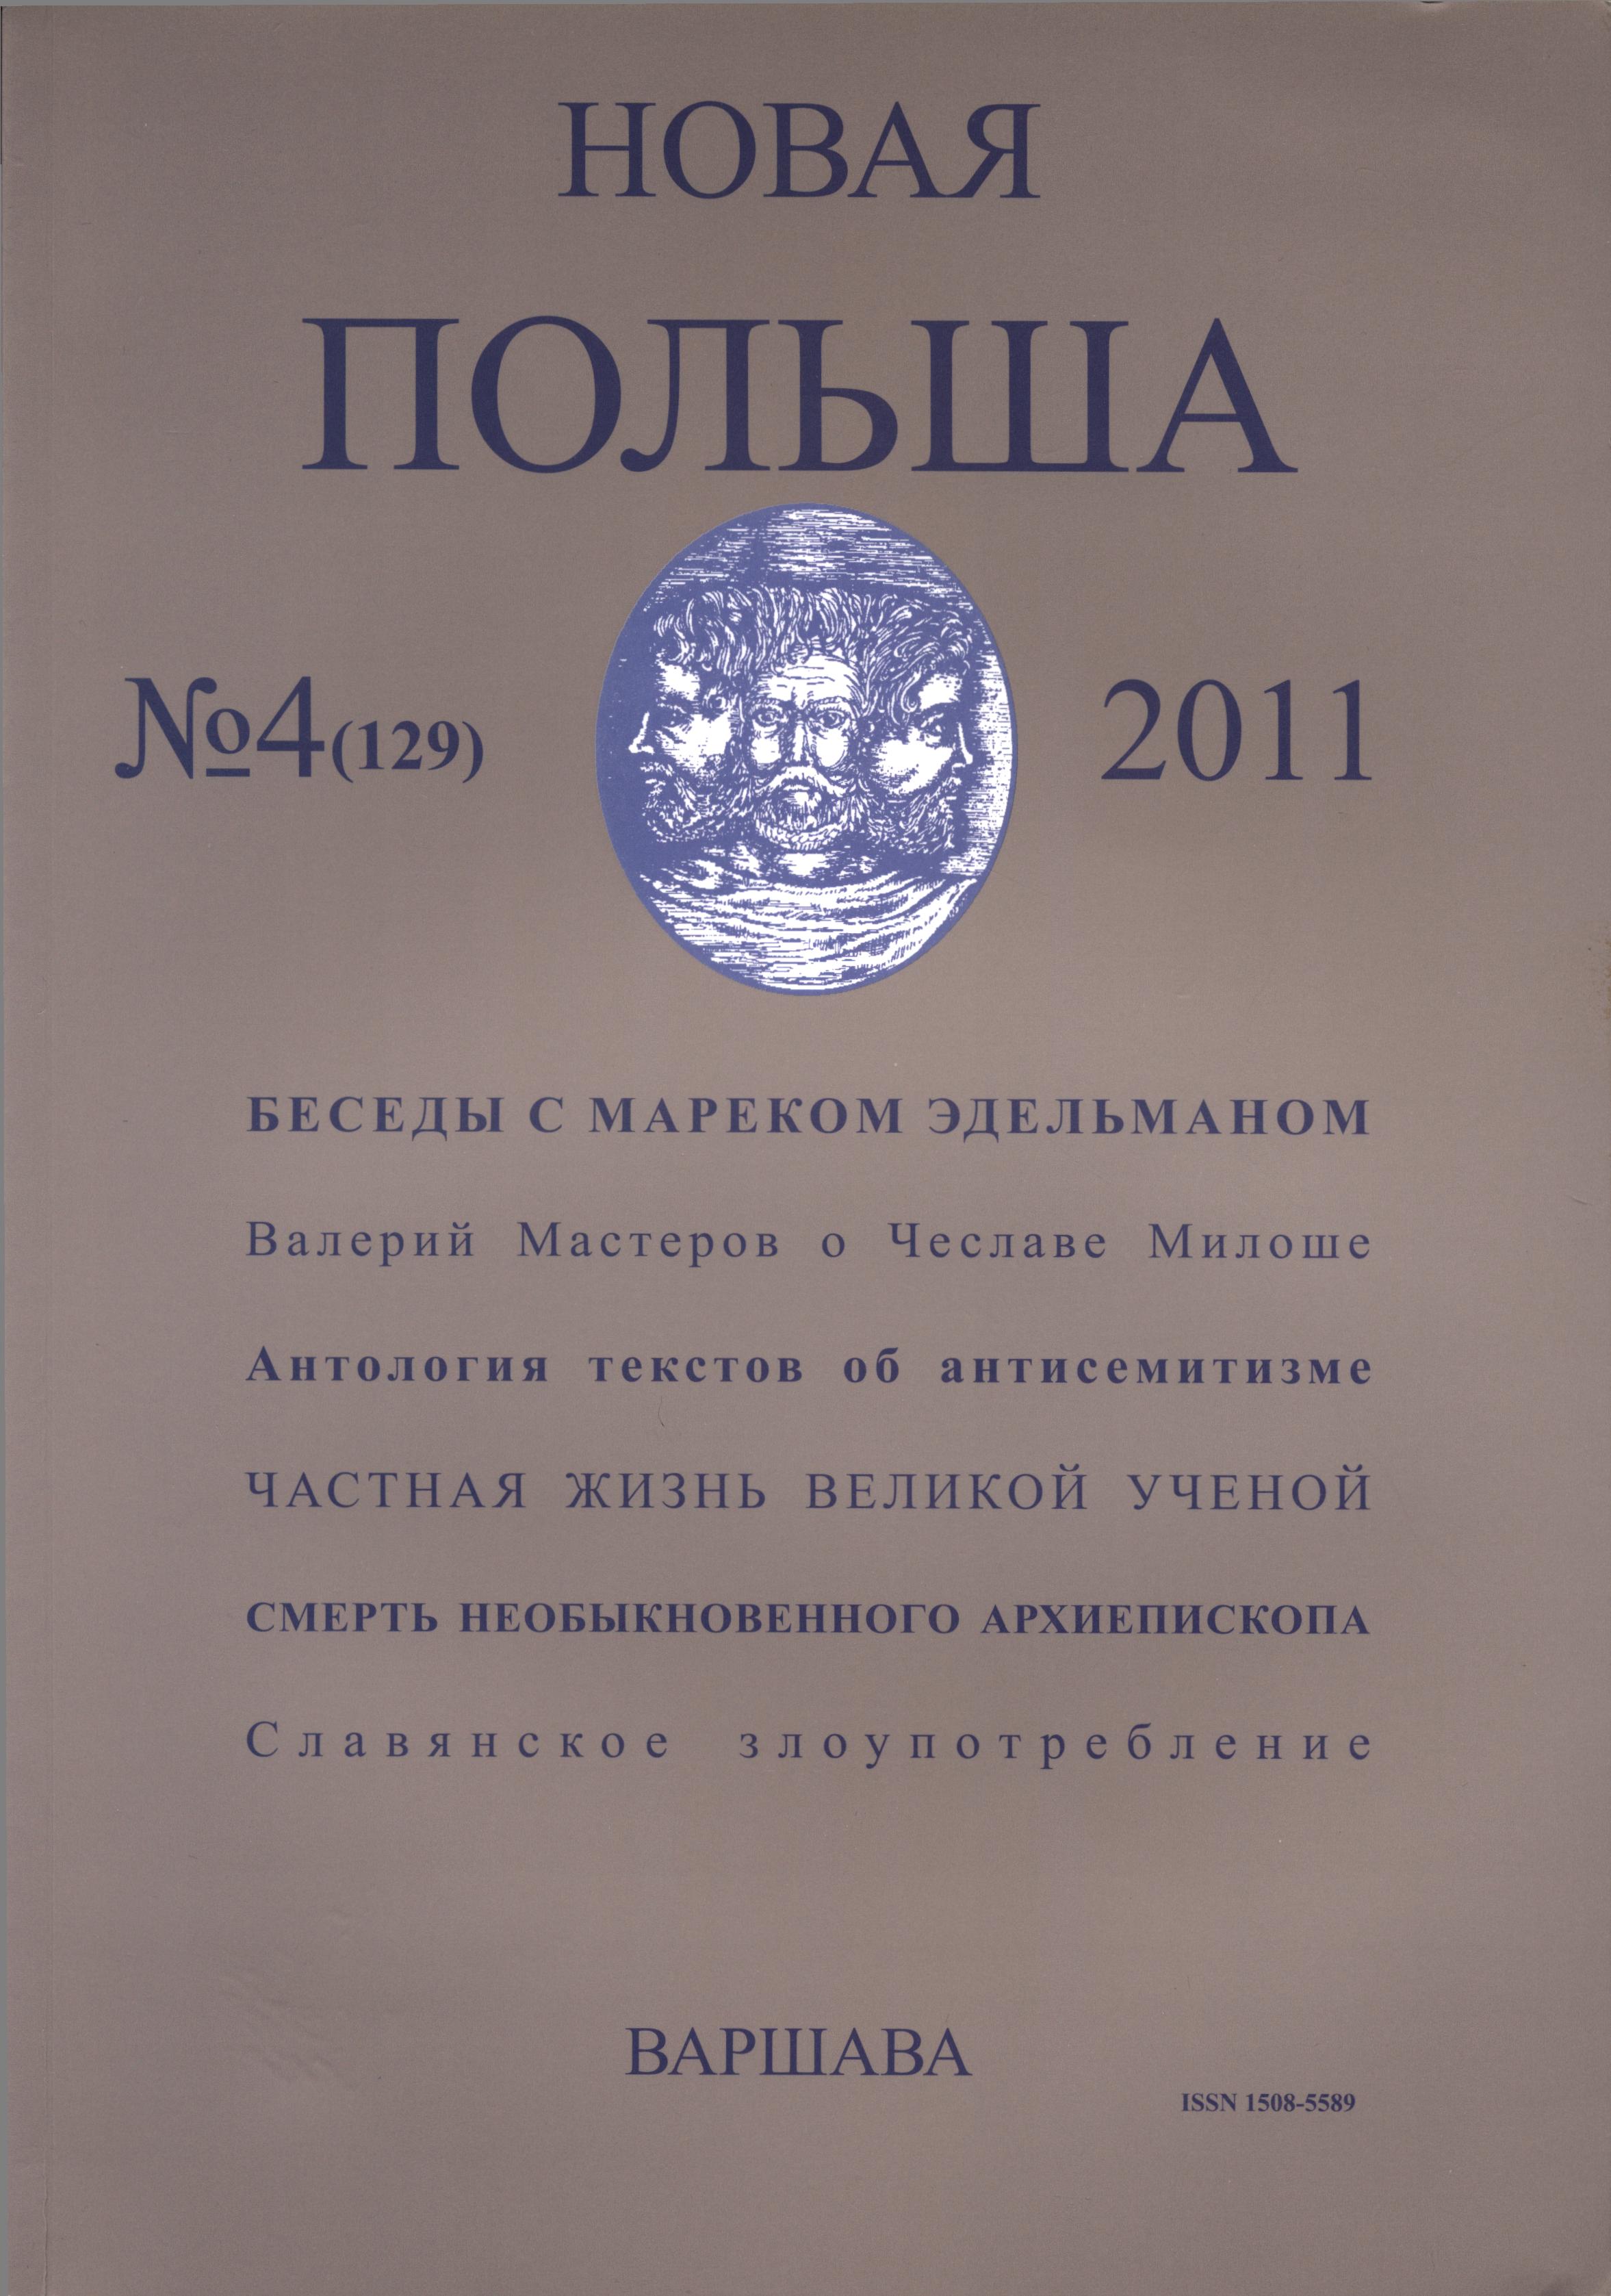 НОВАЯ
ПОЛЬША
№4(129)
2011
БЕСЕДЫ С МАРЕКОМ ЭДЕЛЬМАНОМ
Валерий Мастеров о Чеславе Милоше
Антология текстов об антисемитизме
ЧАСТНАЯ ЖИЗНЬ ВЕЛИКОЙ УЧЕНОЙ
СМЕРТЬ НЕОБЫКНОВЕННОГО АРХИЕПИСКОПА
Славянское злоупотребление
ВАРШАВА
ISSN 1508-5589